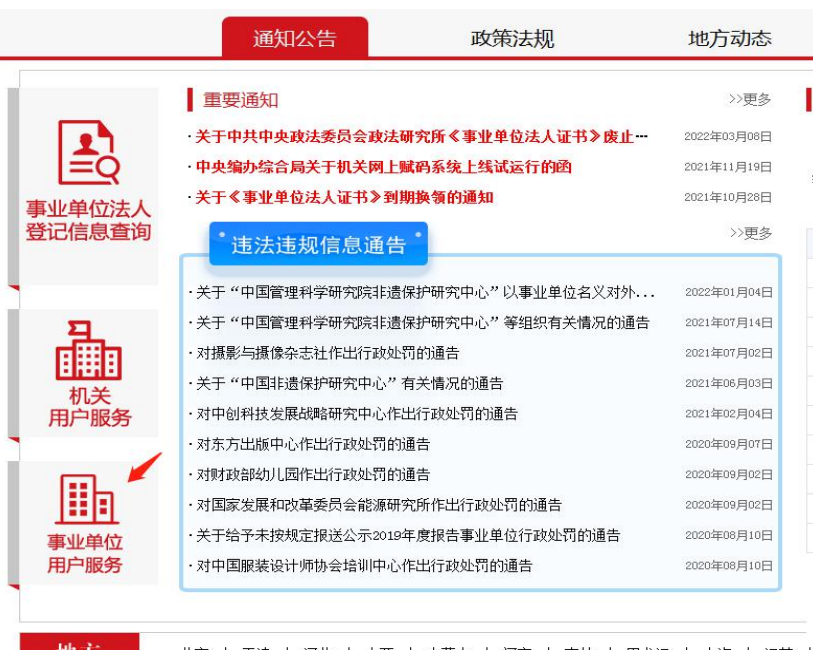 通知公告
政策法规
地方动态
事业单位法人
登记信息查询
机关
用户服务
事业单位
用户服务
重要通知
>>更多
·关于中共中央政法委员会政法研究所《事业单位法人证书》废止…
2022年03月08日
·中央编办综合局关于机关网上赋码系统上线试运行的函
2021年11月19日
·关于《事业单位法人证书》到期换领的通知
2021年10月28日
违法违规信息通告
>>更多
·关于“中国管理科学研究院非遗保护研究中心”以事业单位名义对外...
2022年01月04日
·关于“中国管理科学研究院非遗保护研究中心”等组织有关情况的通告
2021年07月14日
·对摄影与摄像杂志社作出行政处罚的通告
2021年07月02日
·关于“中国非遗保护研究中心”有关情况的通告
2021年06月03日
·对中创科技发展战略研究中心作出行政处罚的通告
2021年02月04日
·对东方出版中心作出行政处罚的通告
2020年09月07日
·对财政部幼儿园作出行政处罚的通告
2020年09月02日
·对国家发展和改革委员会能源研究所作出行政处罚的通告
2020年09月02日
·关于给予未按规定报送公示2019年度报告事业单位行政处罚的通告
2020年08月10日
·对中国服装设计师协会培训中心作出行政处罚的通告
2020年08月10日
地方